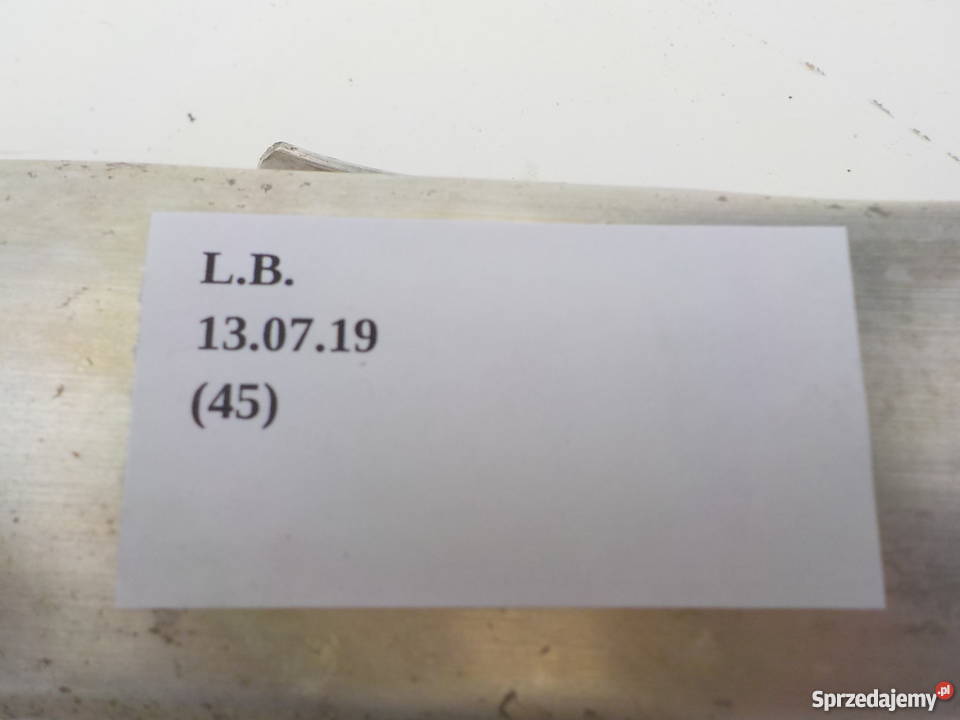 L.B.
13.07.19
(45)
Sprzedajemy.pl